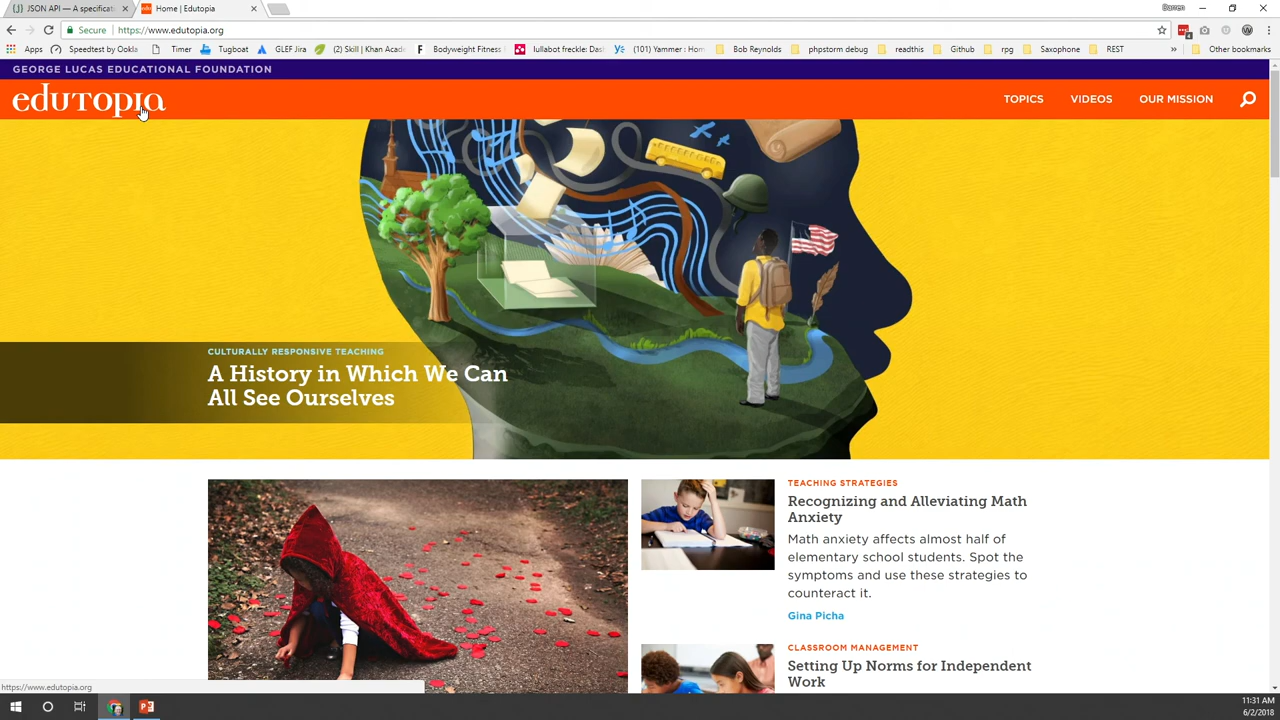 JSON API — A specificat
Home | Edutopia
Darren
Secure
https://www.edutopia.org
Apps
Speedtest by Ookla
Timer
Tugboat
GLEF Jira
(2) Skill | Khan Acade
Bodyweight Fitness
lullabot freckle: Das
(101) Yammer : Hom
Bob Reynolds
phpstorm debug
readthis
Github
rpg
Saxophone
REST
Other bookmarks
GEORGE LUCAS EDUCATIONAL FOUNDATION
edutopia
TOPICS
VIDEOS
OUR MISSION
CULTURALLY RESPONSIVE TEACHING
A History in Which We Can
All See Ourselves
TEACHING STRATEGIES
Recognizing and Alleviating Math
Anxiety
Math anxiety affects almost half of
elementary school students. Spot the
symptoms and use these strategies to
counteract it.
Gina Picha
CLASSROOM MANAGEMENT
Setting Up Norms for Independent
Work
https://www.edutopia.org
11:31 AM
6/2/2018